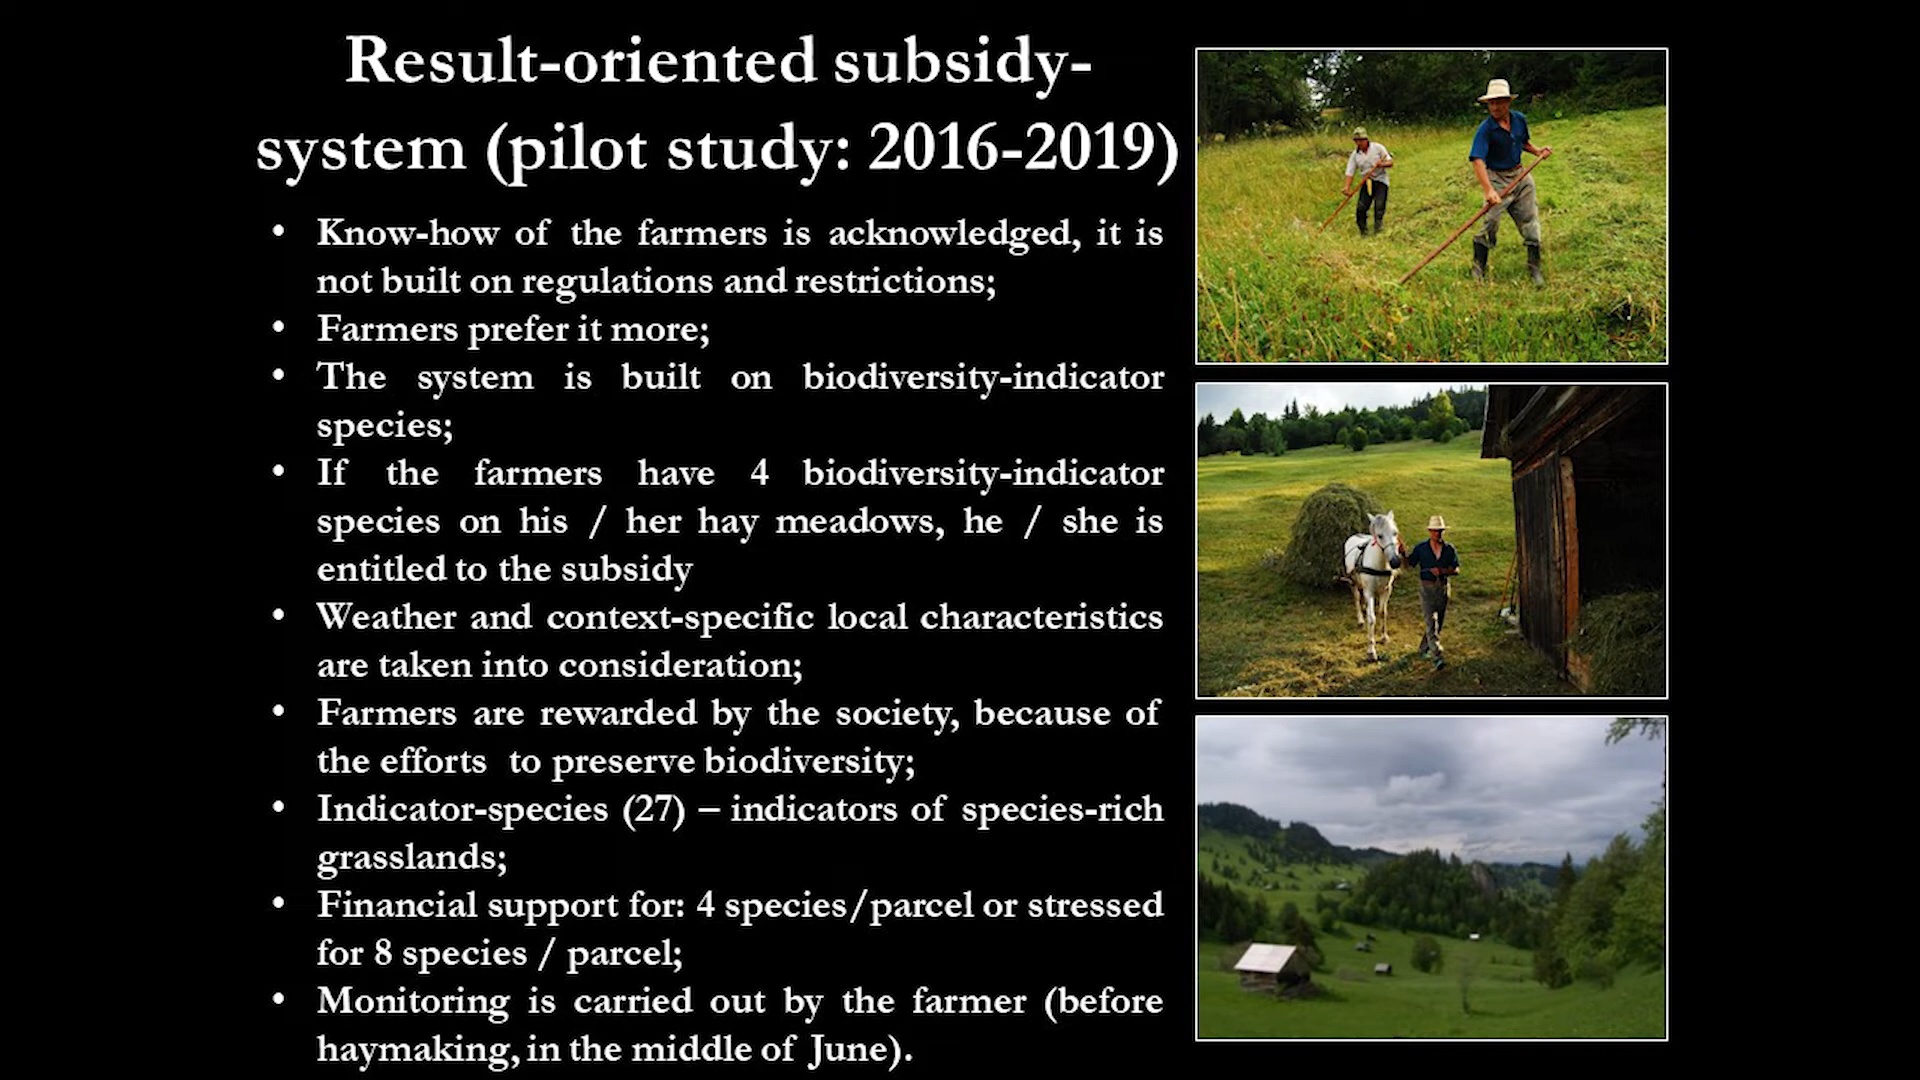 Result-oriented subsidy-
system (pilot study: 2016-2019)
• Know-how of the farmers is acknowledged, it is
not built on regulations and restrictions;
• Farmers prefer it more;
• The system is built on biodiversity-indicator
species;
• If the farmers have 4 biodiversity-indicator
species on his / her hay meadows, he / she is
entitled to the subsidy
• Weather and context-specific local characteristics
are taken into consideration;
• Farmers are rewarded by the society, because of
the efforts to preserve biodiversity;
• Indicator-species (27) – indicators of species-rich
grasslands;
• Financial support for: 4 species/parcel or stressed
for 8 species / parcel;
• Monitoring is carried out by the farmer (before
haymaking, in the middle of June).